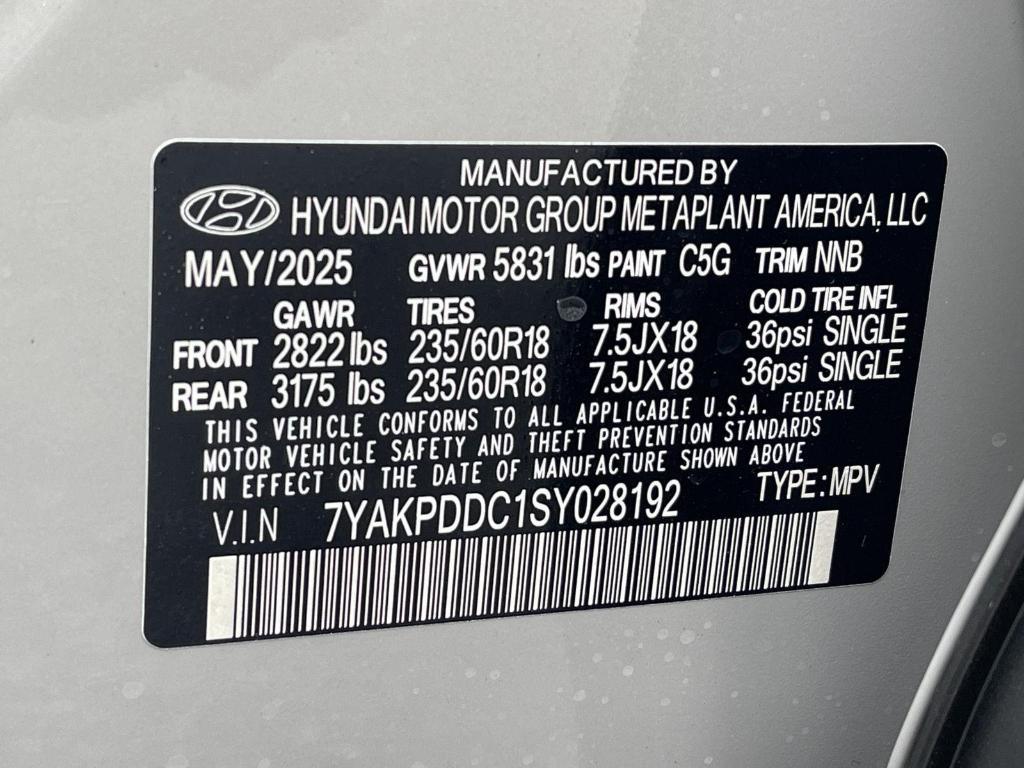 MANUFACTURED BY
HYUNDAI MOTOR GROUP METAPLANT AMERICA, LLC
MAY/2025 GVWR 5831 lbs PAINT C5G TRIM NNB
GAWR TIRES RIMS COLD TIRE INFL
FRONT 2822 lbs 235/60R18 7.5JX18 36psi SINGLE
REAR 3175 lbs 235/60R18 7.5JX18 36psi SINGLE
THIS VEHICLE CONFORMS TO ALL APPLICABLE U.S.A. FEDERAL
MOTOR VEHICLE SAFETY AND THEFT PREVENTION STANDARDS
IN EFFECT ON THE DATE OF MANUFACTURE SHOWN ABOVE
V.I.N 7YAKPDDC1SY028192 TYPE: MPV